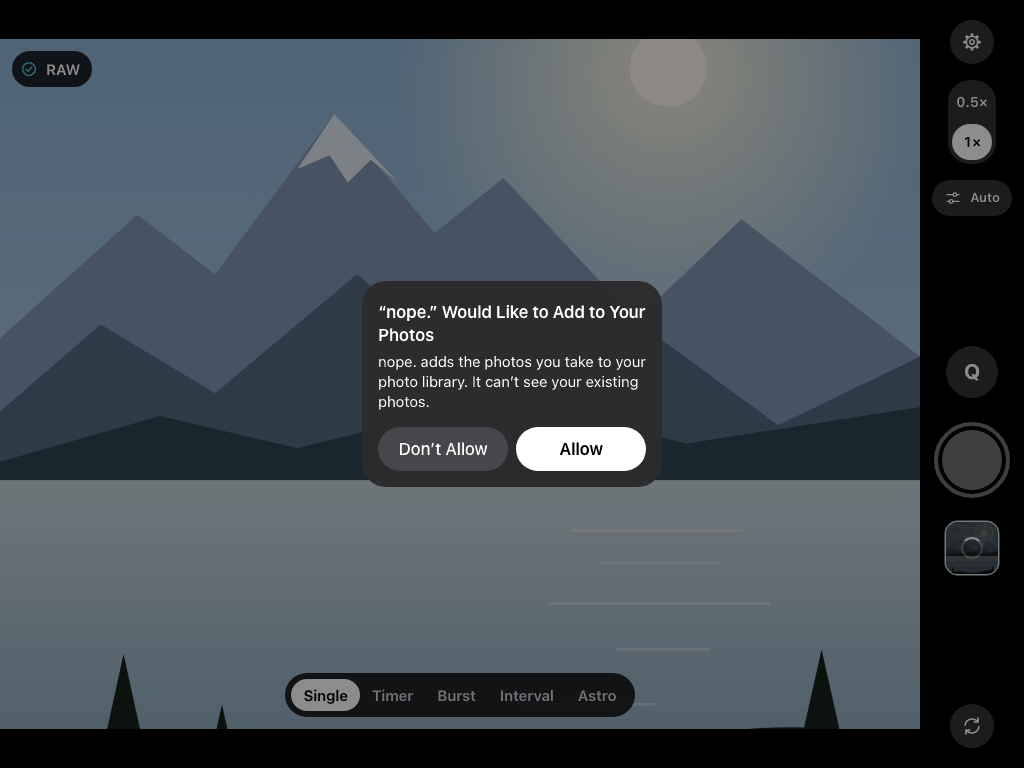 RAW
0.5×
1×
Auto
“nope.” Would Like to Add to Your
Photos
nope. adds the photos you take to your
photo library. It can’t see your existing
photos.
Don’t Allow
Allow
Q
Single
Timer
Burst
Interval
Astro